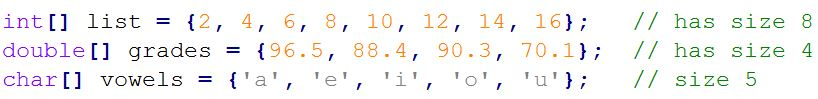 int[] list = {2, 4, 6, 8, 10, 12, 14, 16};   // has size 8
double[] grades = {96.5, 88.4, 90.3, 70.1};  // has size 4
char[] vowels = {'a', 'e', 'i', 'o', 'u'};   // size 5